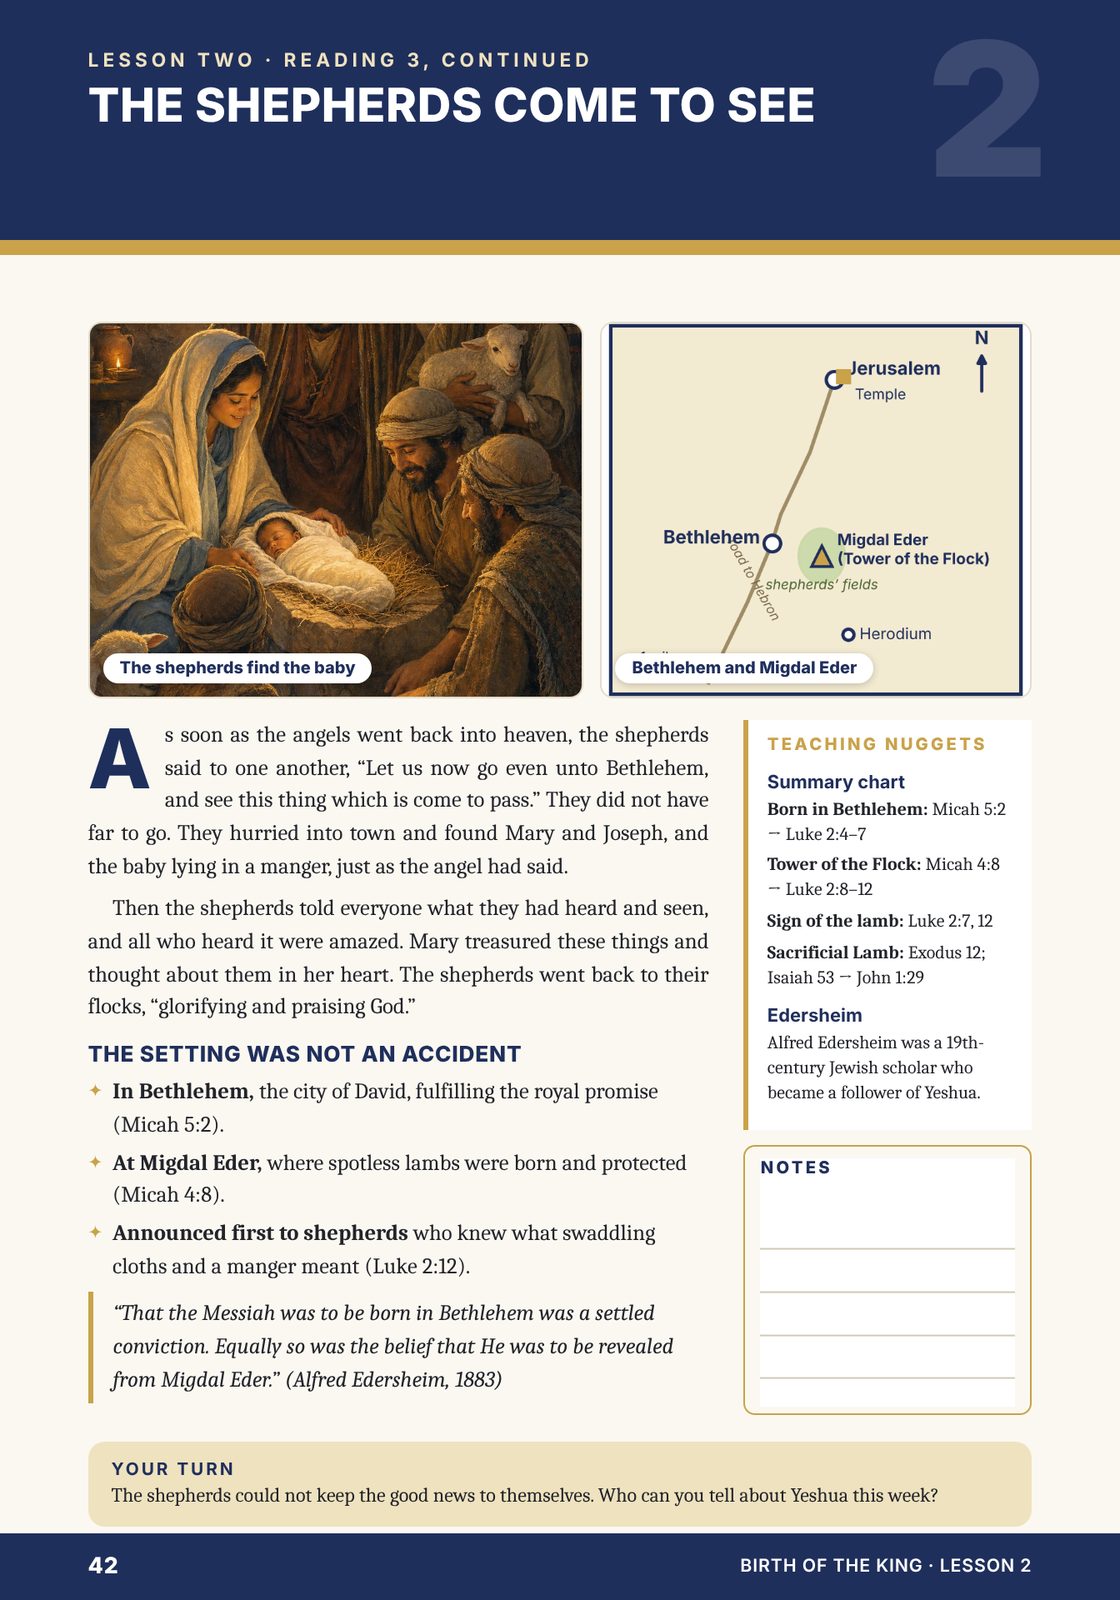 LESSON TWO · READING 3, CONTINUED
THE SHEPHERDS COME TO SEE
2
The shepherds find the baby
N
Jerusalem
Temple
Bethlehem
Migdal Eder
(Tower of the Flock)
shepherds' fields
Herodium
Bethlehem and Migdal Eder
As soon as the angels went back into heaven, the shepherds
said to one another, “Let us now go even unto Bethlehem,
and see this thing which is come to pass.” They did not have
far to go. They hurried into town and found Mary and Joseph, and
the baby lying in a manger, just as the angel had said.
Then the shepherds told everyone what they had heard and seen,
and all who heard it were amazed. Mary treasured these things and
thought about them in her heart. The shepherds went back to their
flocks, “glorifying and praising God.”
THE SETTING WAS NOT AN ACCIDENT
✦ In Bethlehem, the city of David, fulfilling the royal promise
(Micah 5:2).
✦ At Migdal Eder, where spotless lambs were born and protected
(Micah 4:8).
✦ Announced first to shepherds who knew what swaddling
cloths and a manger meant (Luke 2:12).
“That the Messiah was to be born in Bethlehem was a settled
conviction. Equally so was the belief that He was to be revealed
from Migdal Eder.” (Alfred Edersheim, 1883)
TEACHING NUGGETS
Summary chart
Born in Bethlehem: Micah 5:2
→ Luke 2:4–7
Tower of the Flock: Micah 4:8
→ Luke 2:8–12
Sign of the lamb: Luke 2:7, 12
Sacrificial Lamb: Exodus 12;
Isaiah 53 → John 1:29
Edersheim
Alfred Edersheim was a 19th-
century Jewish scholar who
became a follower of Yeshua.
NOTES
YOUR TURN
The shepherds could not keep the good news to themselves. Who can you tell about Yeshua this week?
42
BIRTH OF THE KING · LESSON 2